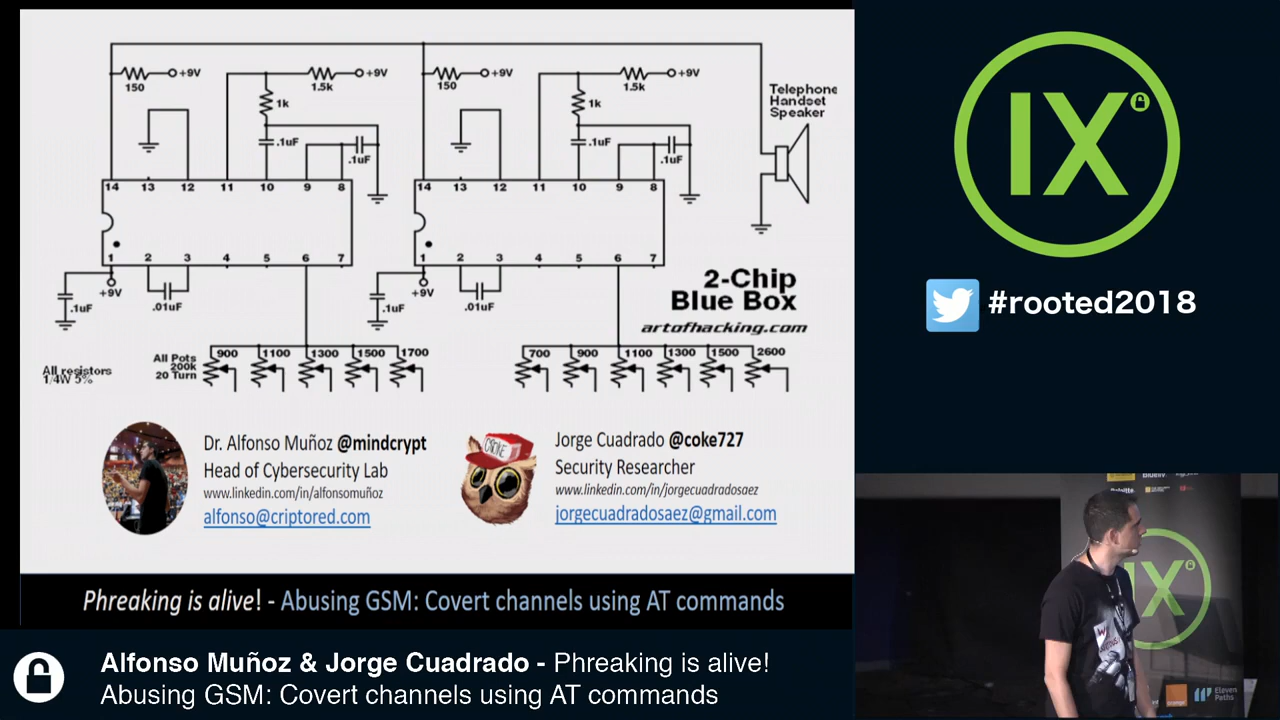 150
+9V
1.5k
+9V
1k
.1uF
.1uF
14
13
12
11
10
9
8
1
2
3
4
5
6
7
+9V
.1uF
.01uF
150
+9V
1.5k
+9V
1k
.1uF
.1uF
14
13
12
11
10
9
8
1
2
3
4
5
6
7
+9V
.1uF
.01uF
Telephone
Handset
Speaker
2-Chip
Blue Box
artofhacking.com
All resistors
1/4W 5%
All Pots
200k
20 Turn
900
1100
1300
1500
1700
700
900
1100
1300
1500
2600
Dr. Alfonso Muñoz @mindcrypt
Head of Cybersecurity Lab
www.linkedin.com/in/alfonsomuñoz
alfonso@criptored.com
COKE
Jorge Cuadrado @coke727
Security Researcher
www.linkedin.com/in/jorgecuadradosaez
jorgecuadradosaez@gmail.com
Phreaking is alive! - Abusing GSM: Covert channels using AT commands
Alfonso Muñoz & Jorge Cuadrado - Phreaking is alive!
Abusing GSM: Covert channels using AT commands
IX
#rooted2018
Deloitte.
IX
orange
Eleven
Paths